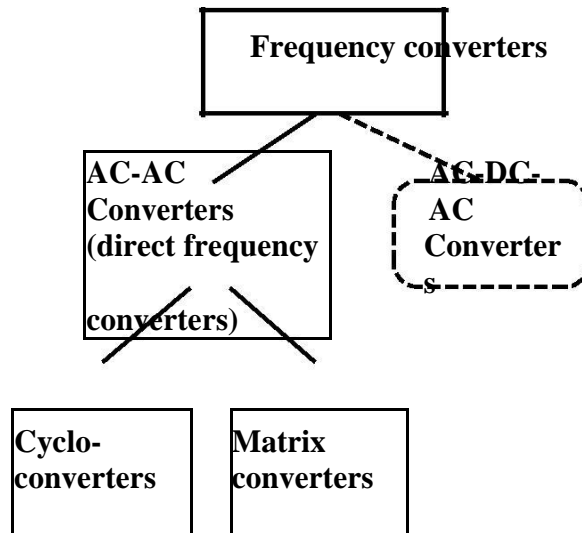 Frequency converters
AC-AC
Converters
(direct frequency
converters)
AC-DC-
AC
Converter
s
Cyclo-
converters
Matrix
converters